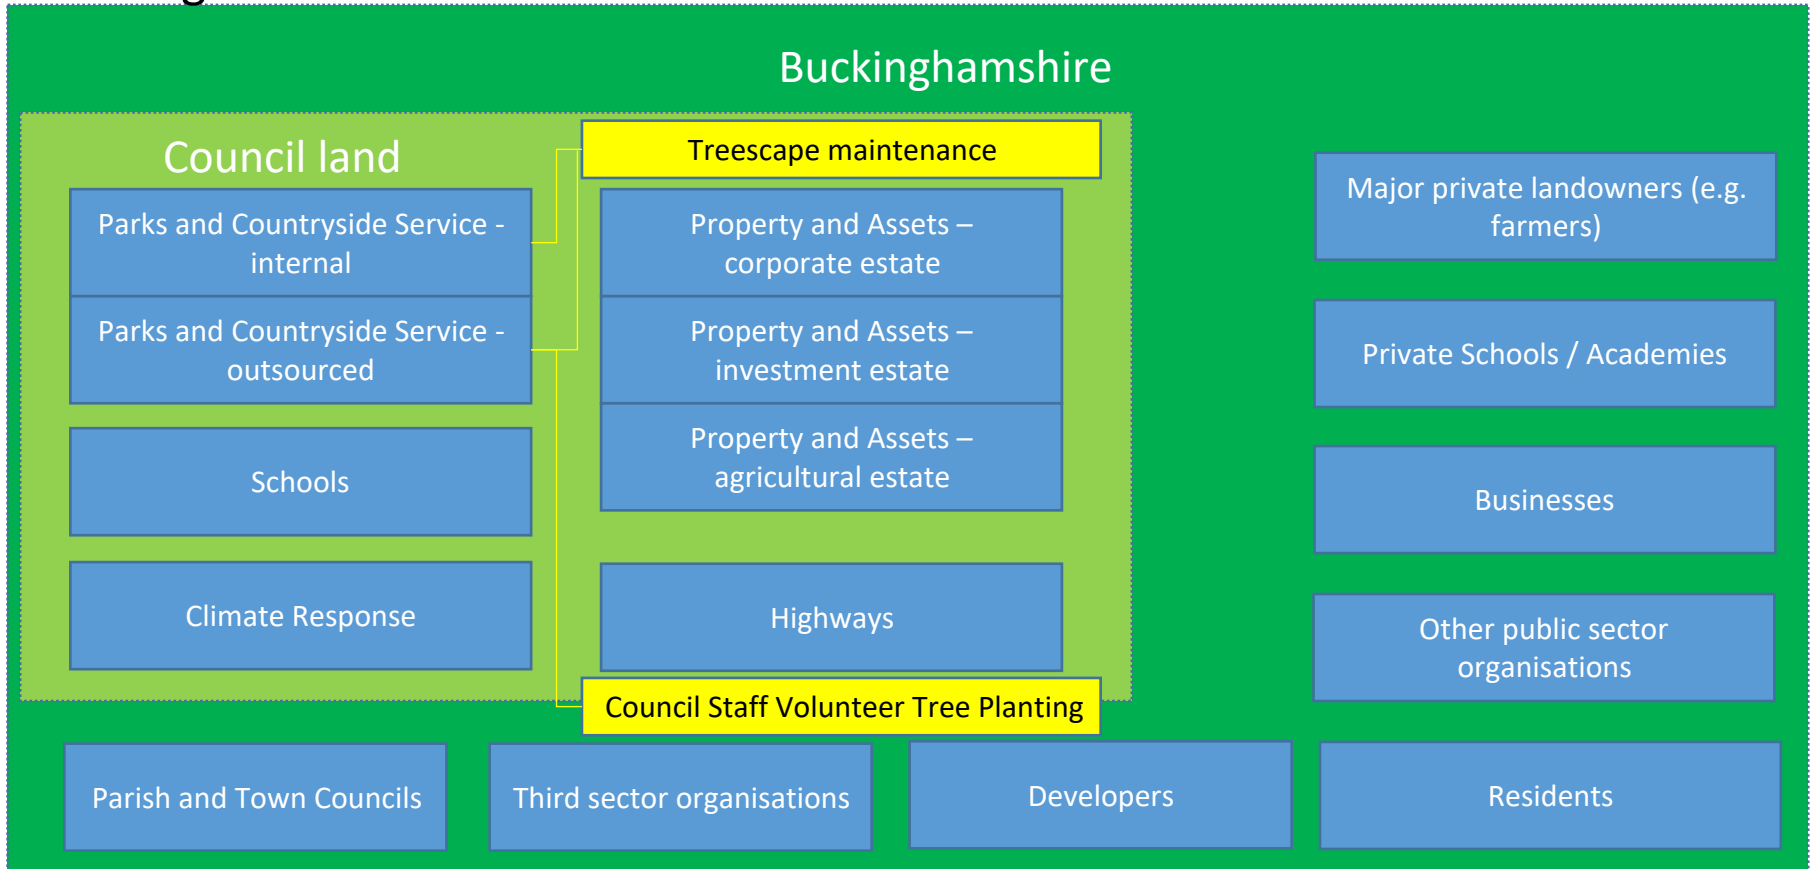 Buckinghamshire
Council land
Treescape maintenance
Parks and Countryside Service -
internal
Parks and Countryside Service -
outsourced
Schools
Climate Response
Property and Assets –
corporate estate
Property and Assets –
investment estate
Property and Assets –
agricultural estate
Highways
Council Staff Volunteer Tree Planting
Major private landowners (e.g.
farmers)
Private Schools / Academies
Businesses
Other public sector
organisations
Parish and Town Councils
Third sector organisations
Developers
Residents